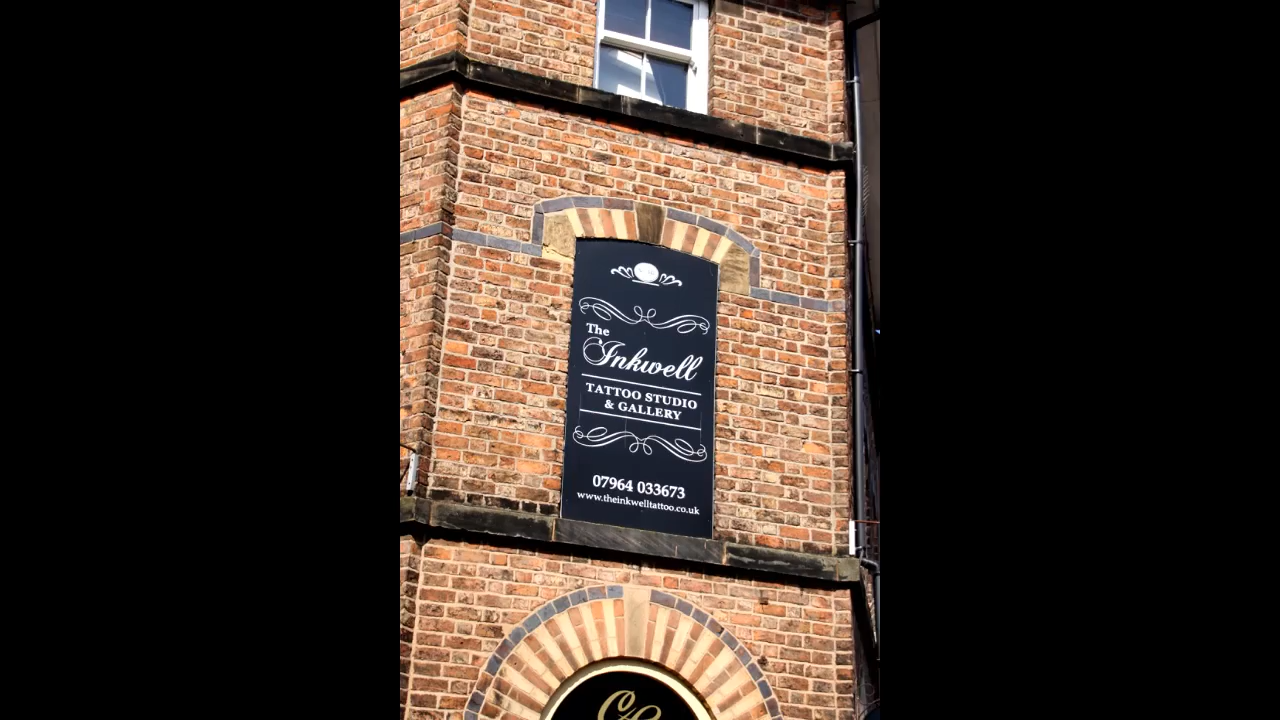 The
Inkwell
TATTOO STUDIO
& GALLERY
07964 033673
www.theinkwelltattoo.co.uk